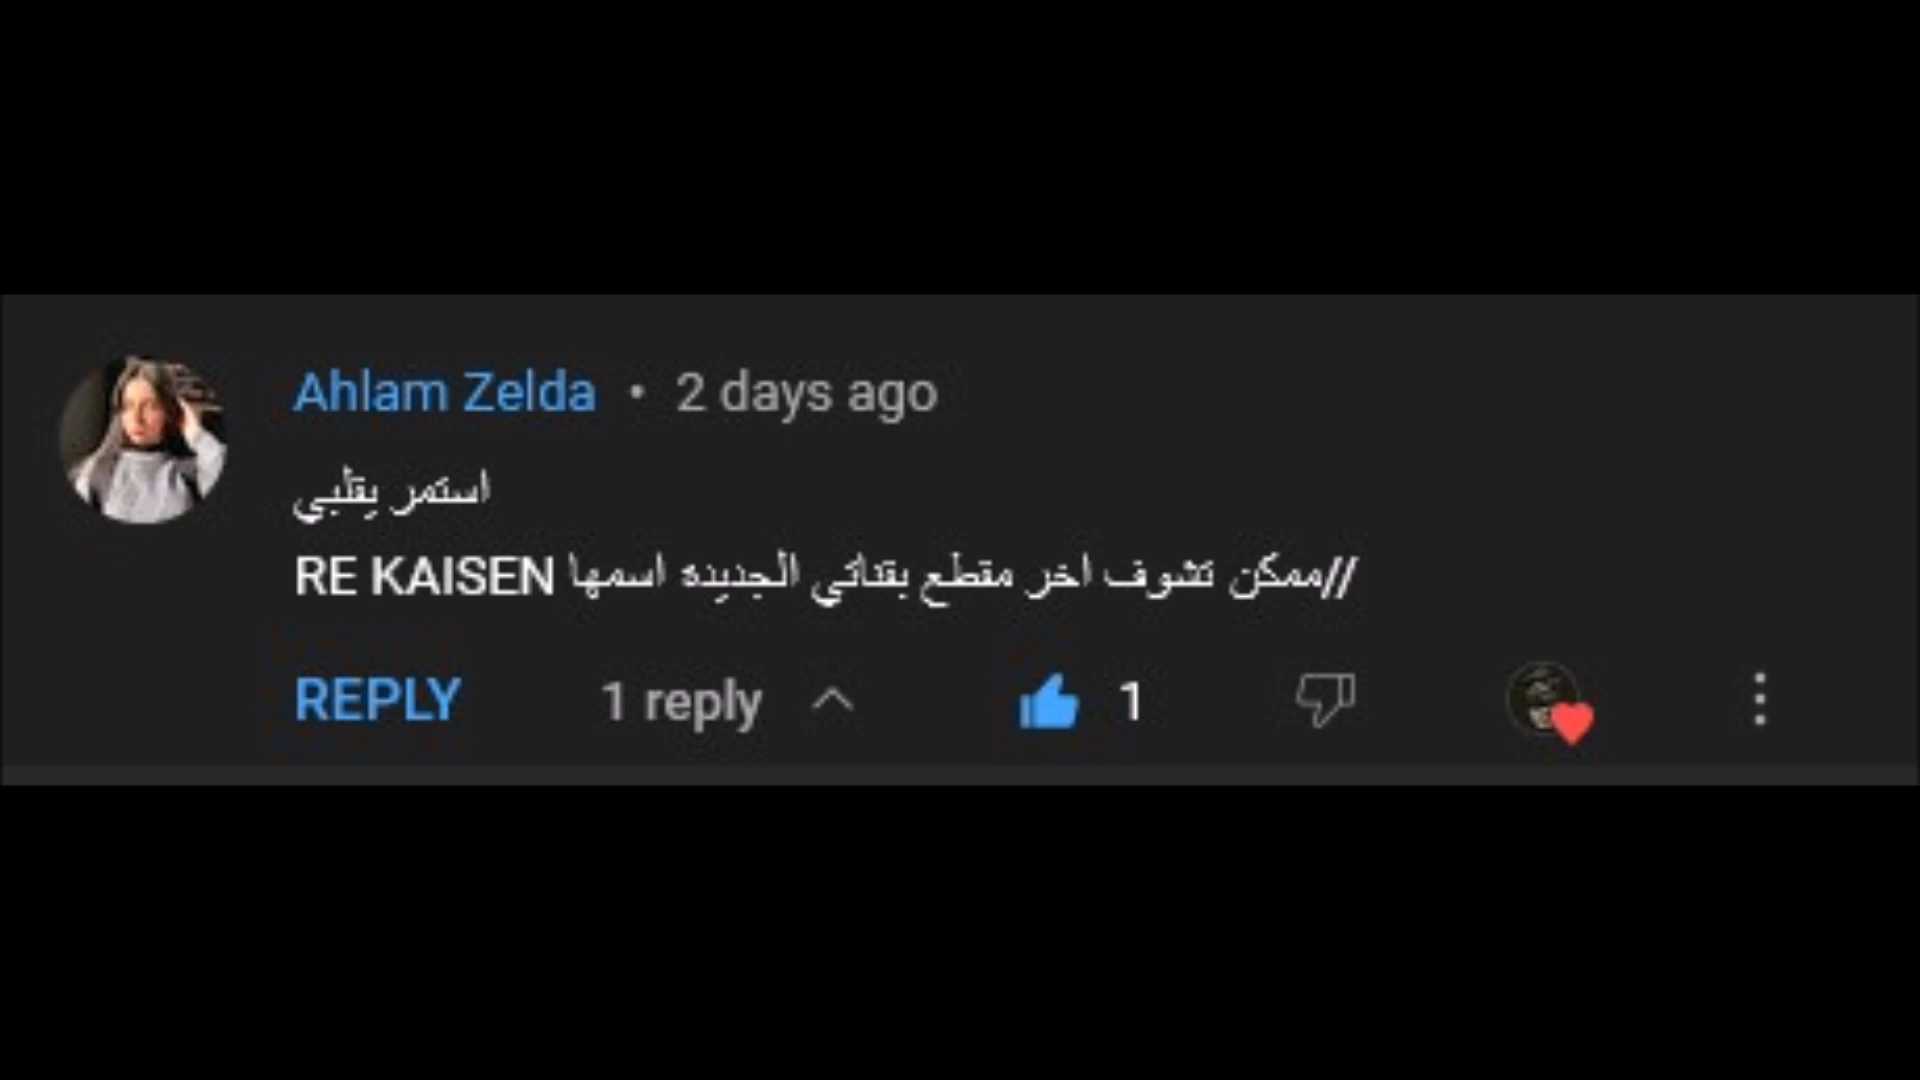 Ahlam Zelda • 2 days ago
استمر يقلبي
//ممكن تشوف اخر مقطع بقناتي الجديده اسمها RE KAISEN
REPLY 1 reply 1